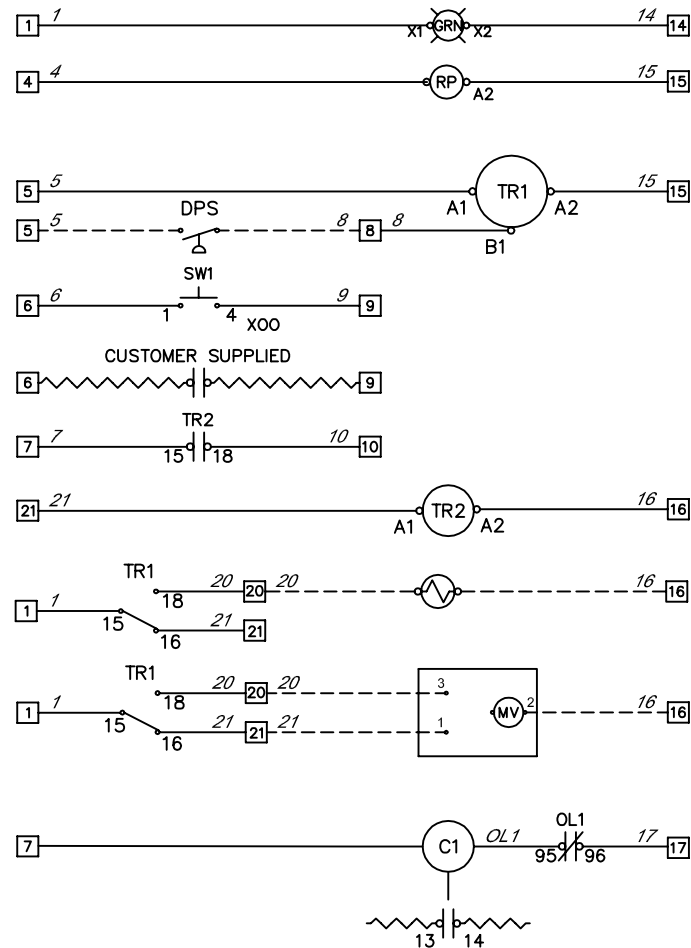 1 1 X1 GRN X2 14 14
4 4 RP A2 15 15
5 5 A1 TR1 A2 15 15
5 5 DPS 8 8 8 B1
SW1
6 6 1 4 XOO 9 9
CUSTOMER SUPPLIED
6 9
TR2
7 7 15 18 10 10
21 21 A1 TR2 A2 16 16
TR1
18 20 20 20 16 16
1 1 15
16 21 21
TR1
18 20 20 20 3
1 1 15 MV 2 16 16
16 21 21 21 1
OL1
7 C1 OL1 95 96 17 17
13 14